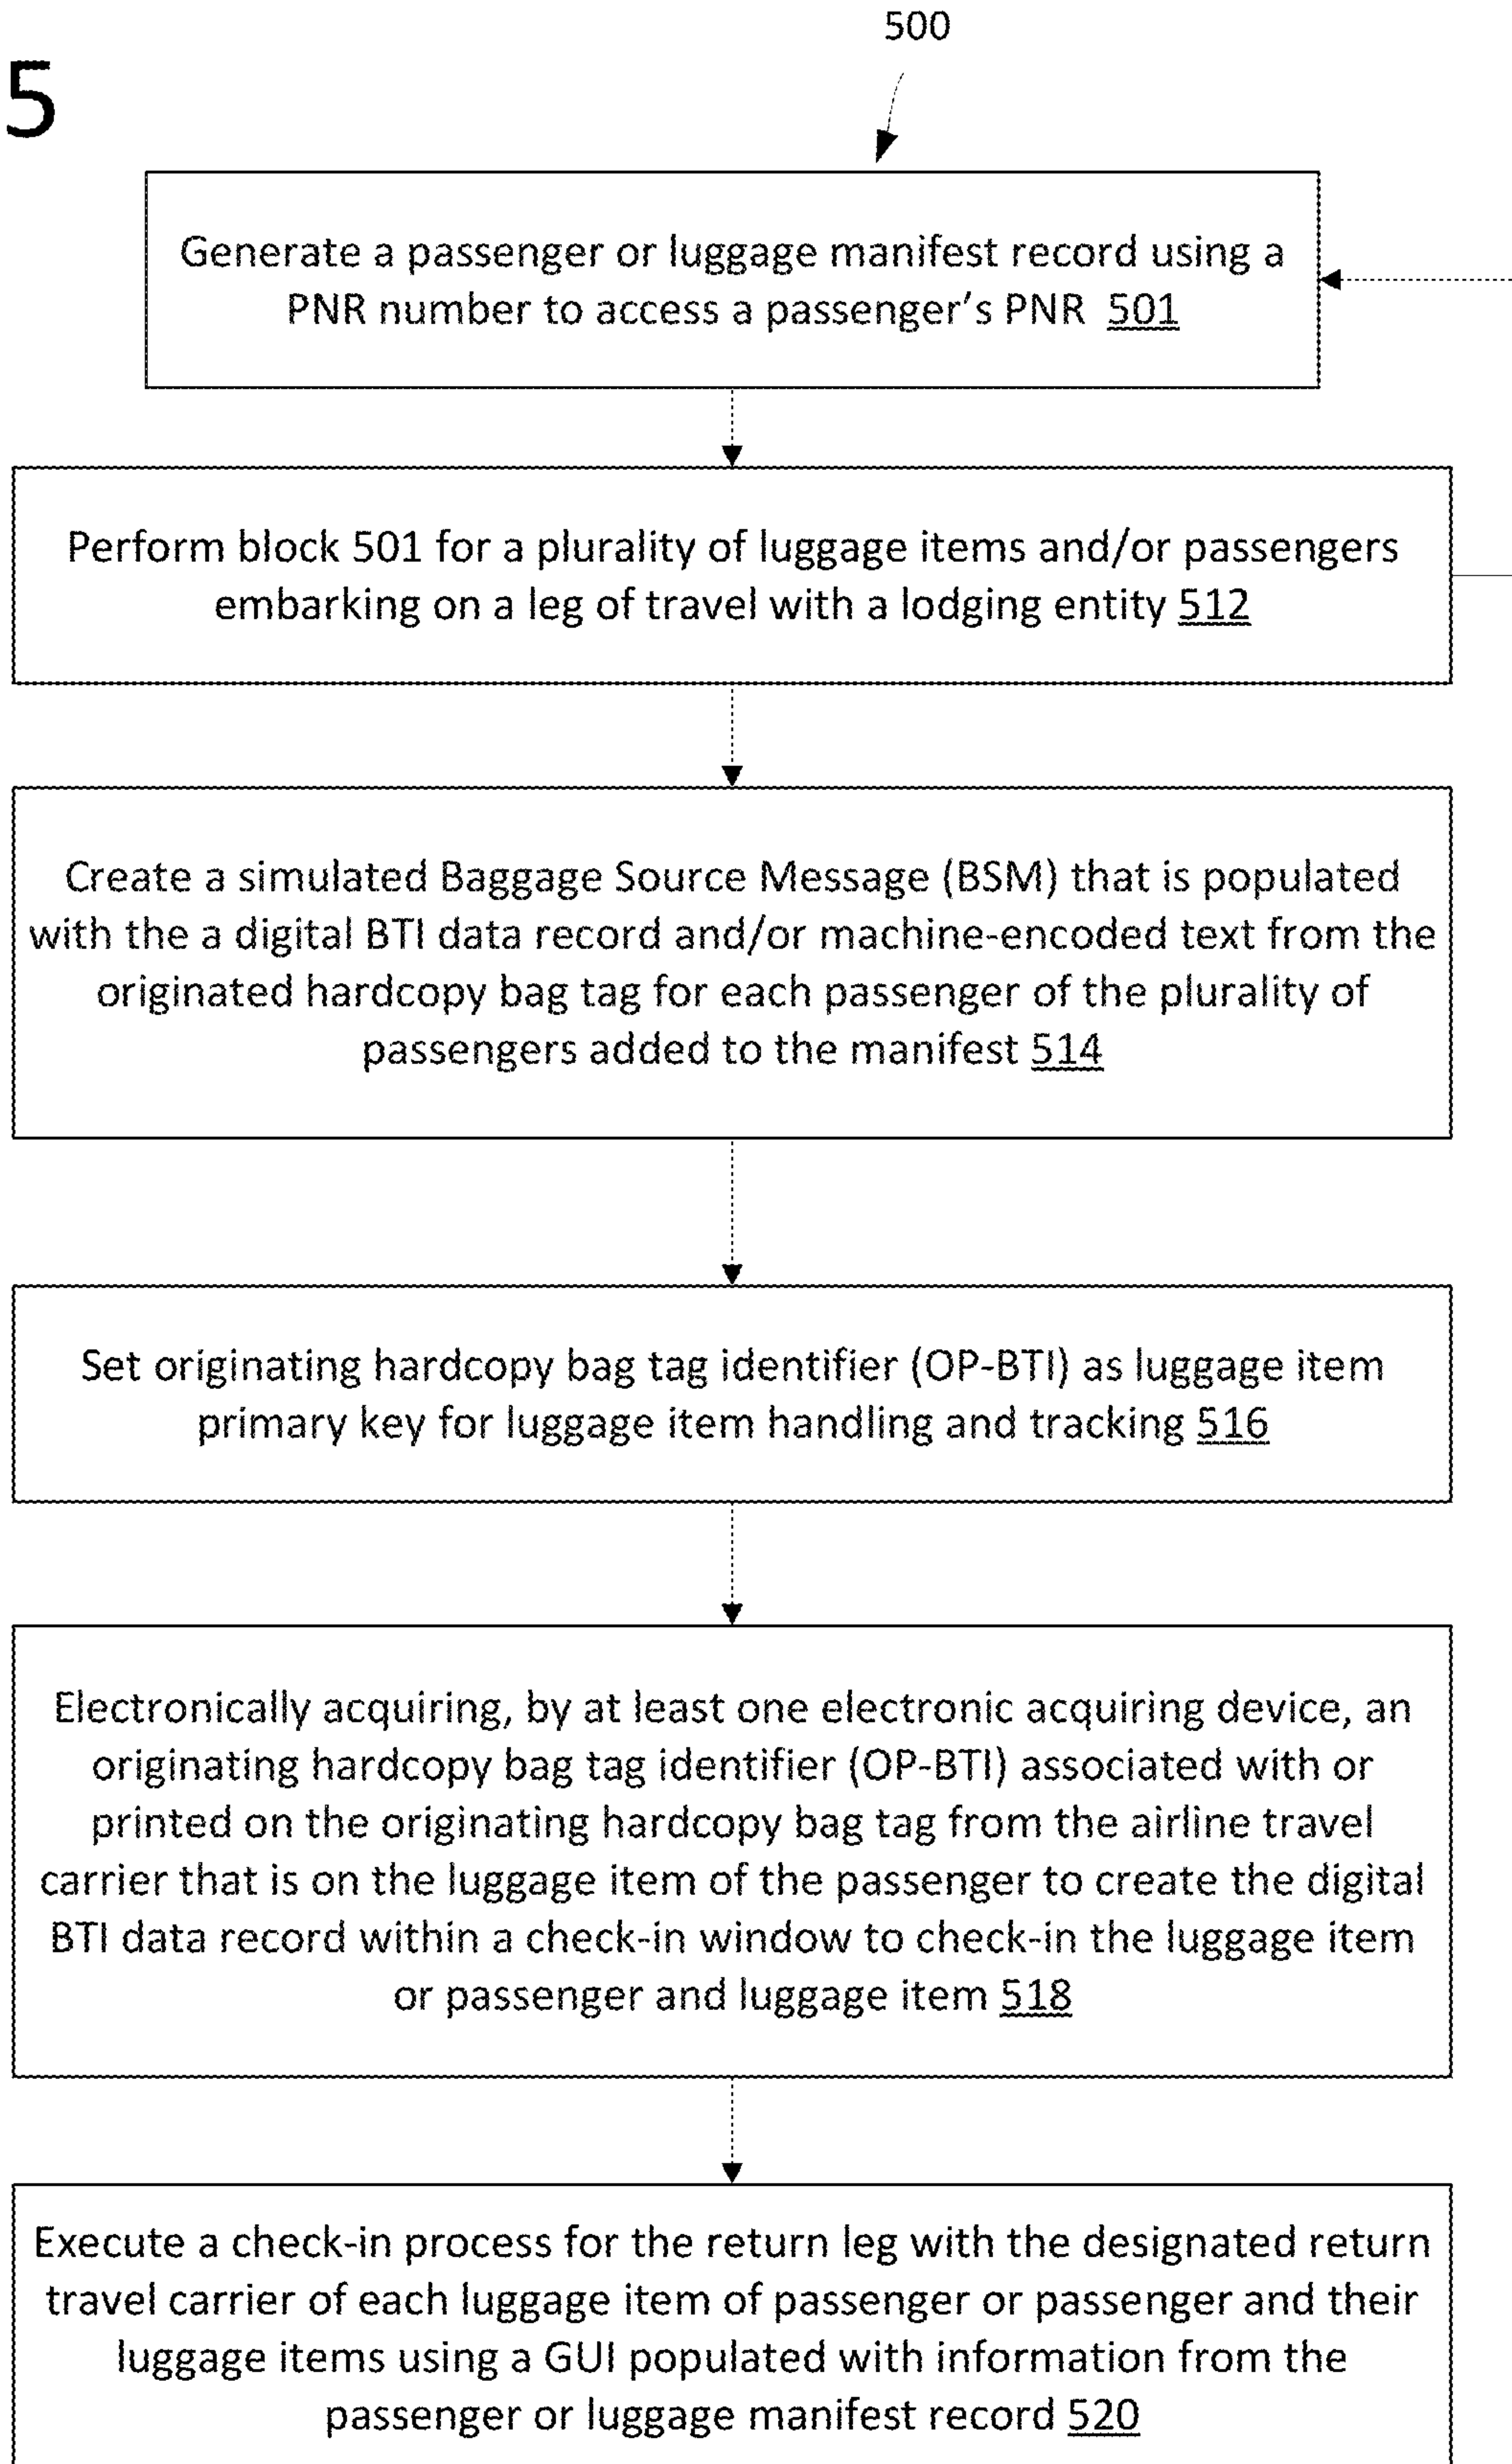 500
5
Generate a passenger or luggage manifest record using a
PNR number to access a passenger's PNR 501
Perform block 501 for a plurality of luggage items and/or passengers
embarking on a leg of travel with a lodging entity 512
Create a simulated Baggage Source Message (BSM) that is populated
with the a digital BTI data record and/or machine-encoded text from the
originated hardcopy bag tag for each passenger of the plurality of
passengers added to the manifest 514
Set originating hardcopy bag tag identifier (OP-BTI) as luggage item
primary key for luggage item handling and tracking 516
Electronically acquiring, by at least one electronic acquiring device, an
originating hardcopy bag tag identifier (OP-BTI) associated with or
printed on the originating hardcopy bag tag from the airline travel
carrier that is on the luggage item of the passenger to create the digital
BTI data record within a check-in window to check-in the luggage item
or passenger and luggage item 518
Execute a check-in process for the return leg with the designated return
travel carrier of each luggage item of passenger or passenger and their
luggage items using a GUI populated with information from the
passenger or luggage manifest record 520